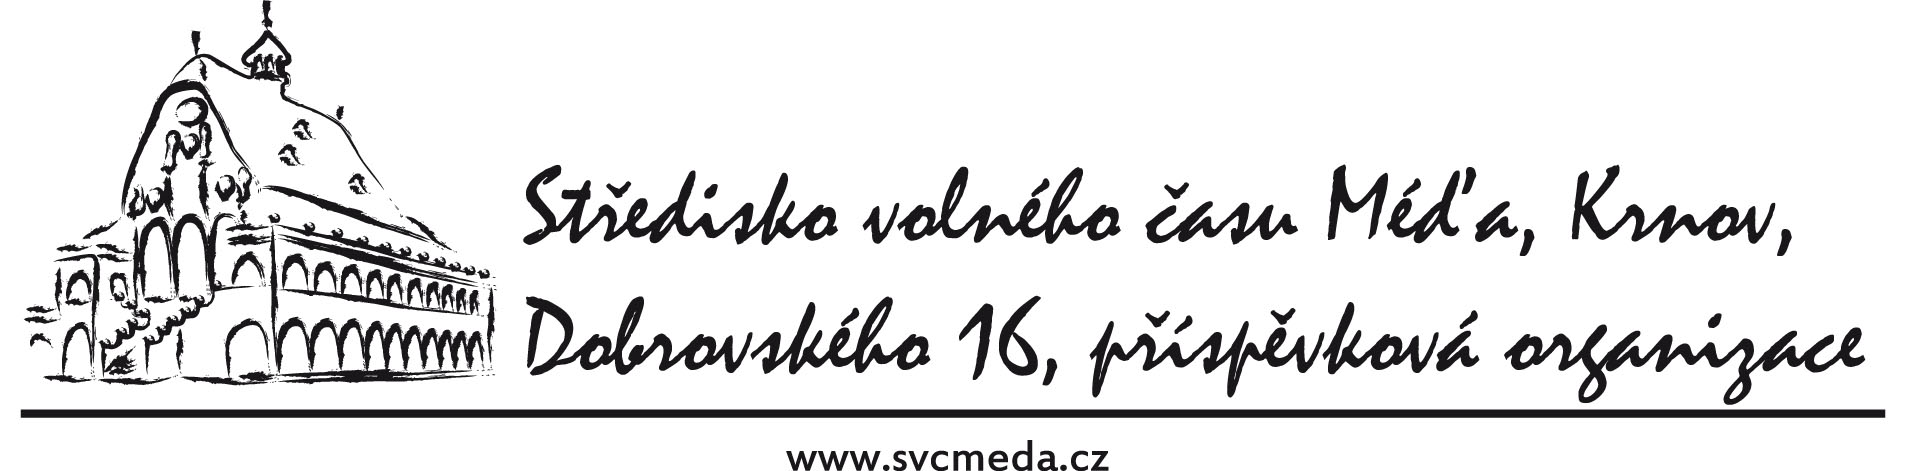 Středisko volného času Méďa, Krnov,
Dobrovského 16, příspěvková organizace
www.svcmeda.cz